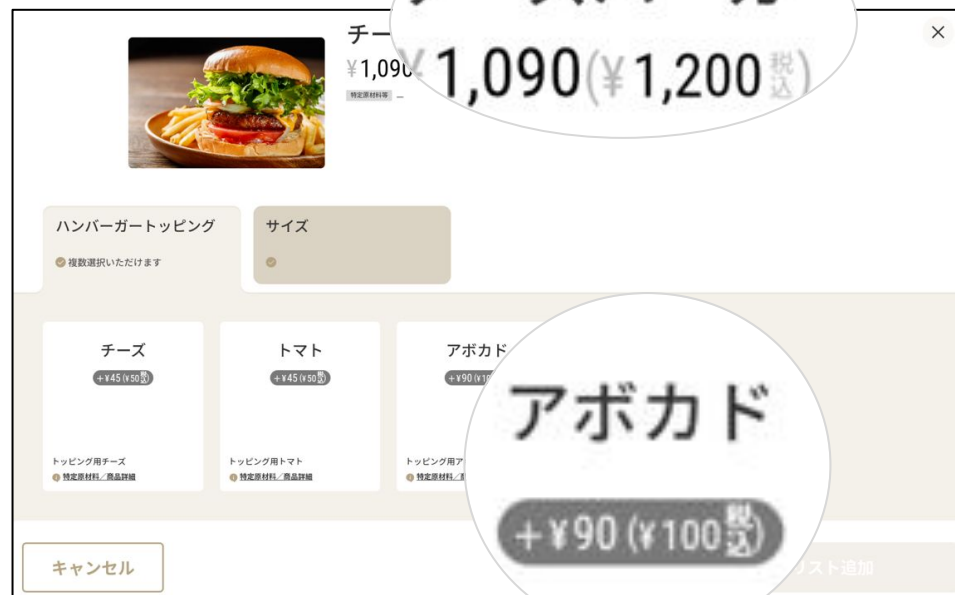 チー
¥1,090
¥1,090(¥1,200税込)
特定原材料等 –
ハンバーガートッピング
複数選択いただけます
サイズ
チーズ
+¥45(¥50税込)
トッピング用チーズ
特定原材料／商品詳細
トマト
+¥45(¥50税込)
トッピング用トマト
特定原材料／商品詳細
アボカド
+¥90(¥10
トッピング用ア
特定原材料／
アボカド
+¥90(¥100税込)
キャンセル
リスト追加